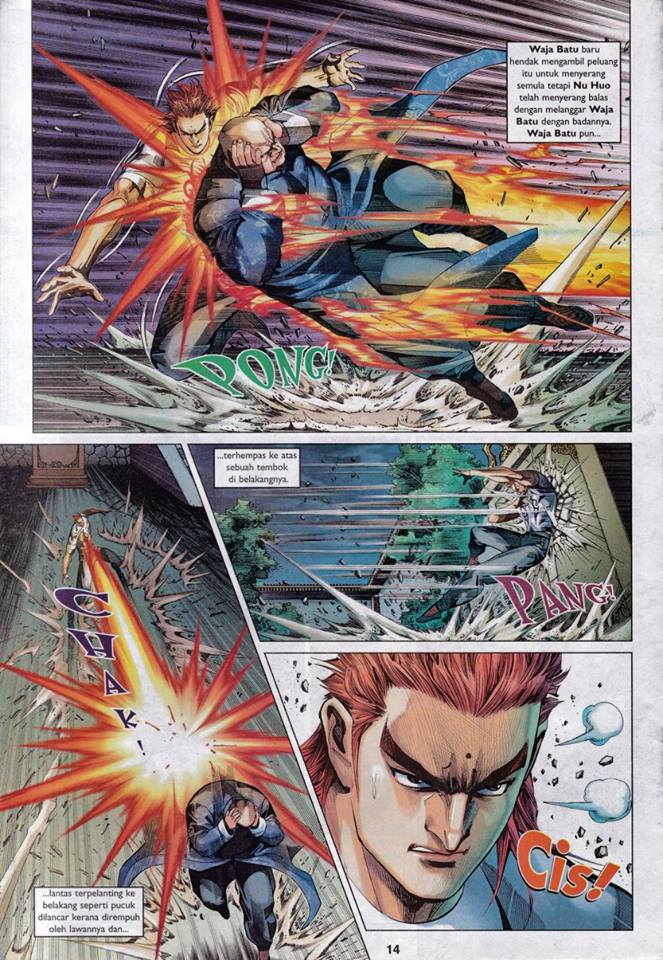 Waja Batu baru
hendak mengambil peluang
itu untuk menyerang
semula tetapi Nu Huo
telah menyerang balas
dengan melanggar Waja
Batu dengan badannya.
Waja Batu pun...
PONG!
CHAK!
...lantas terpelanting ke
belakang seperti pucuk
dilancar kerana dirempuh
oleh lawannya dan...
...terhempas ke atas
sebuah tembok
di belakangnya.
PANG!
Cis!
14